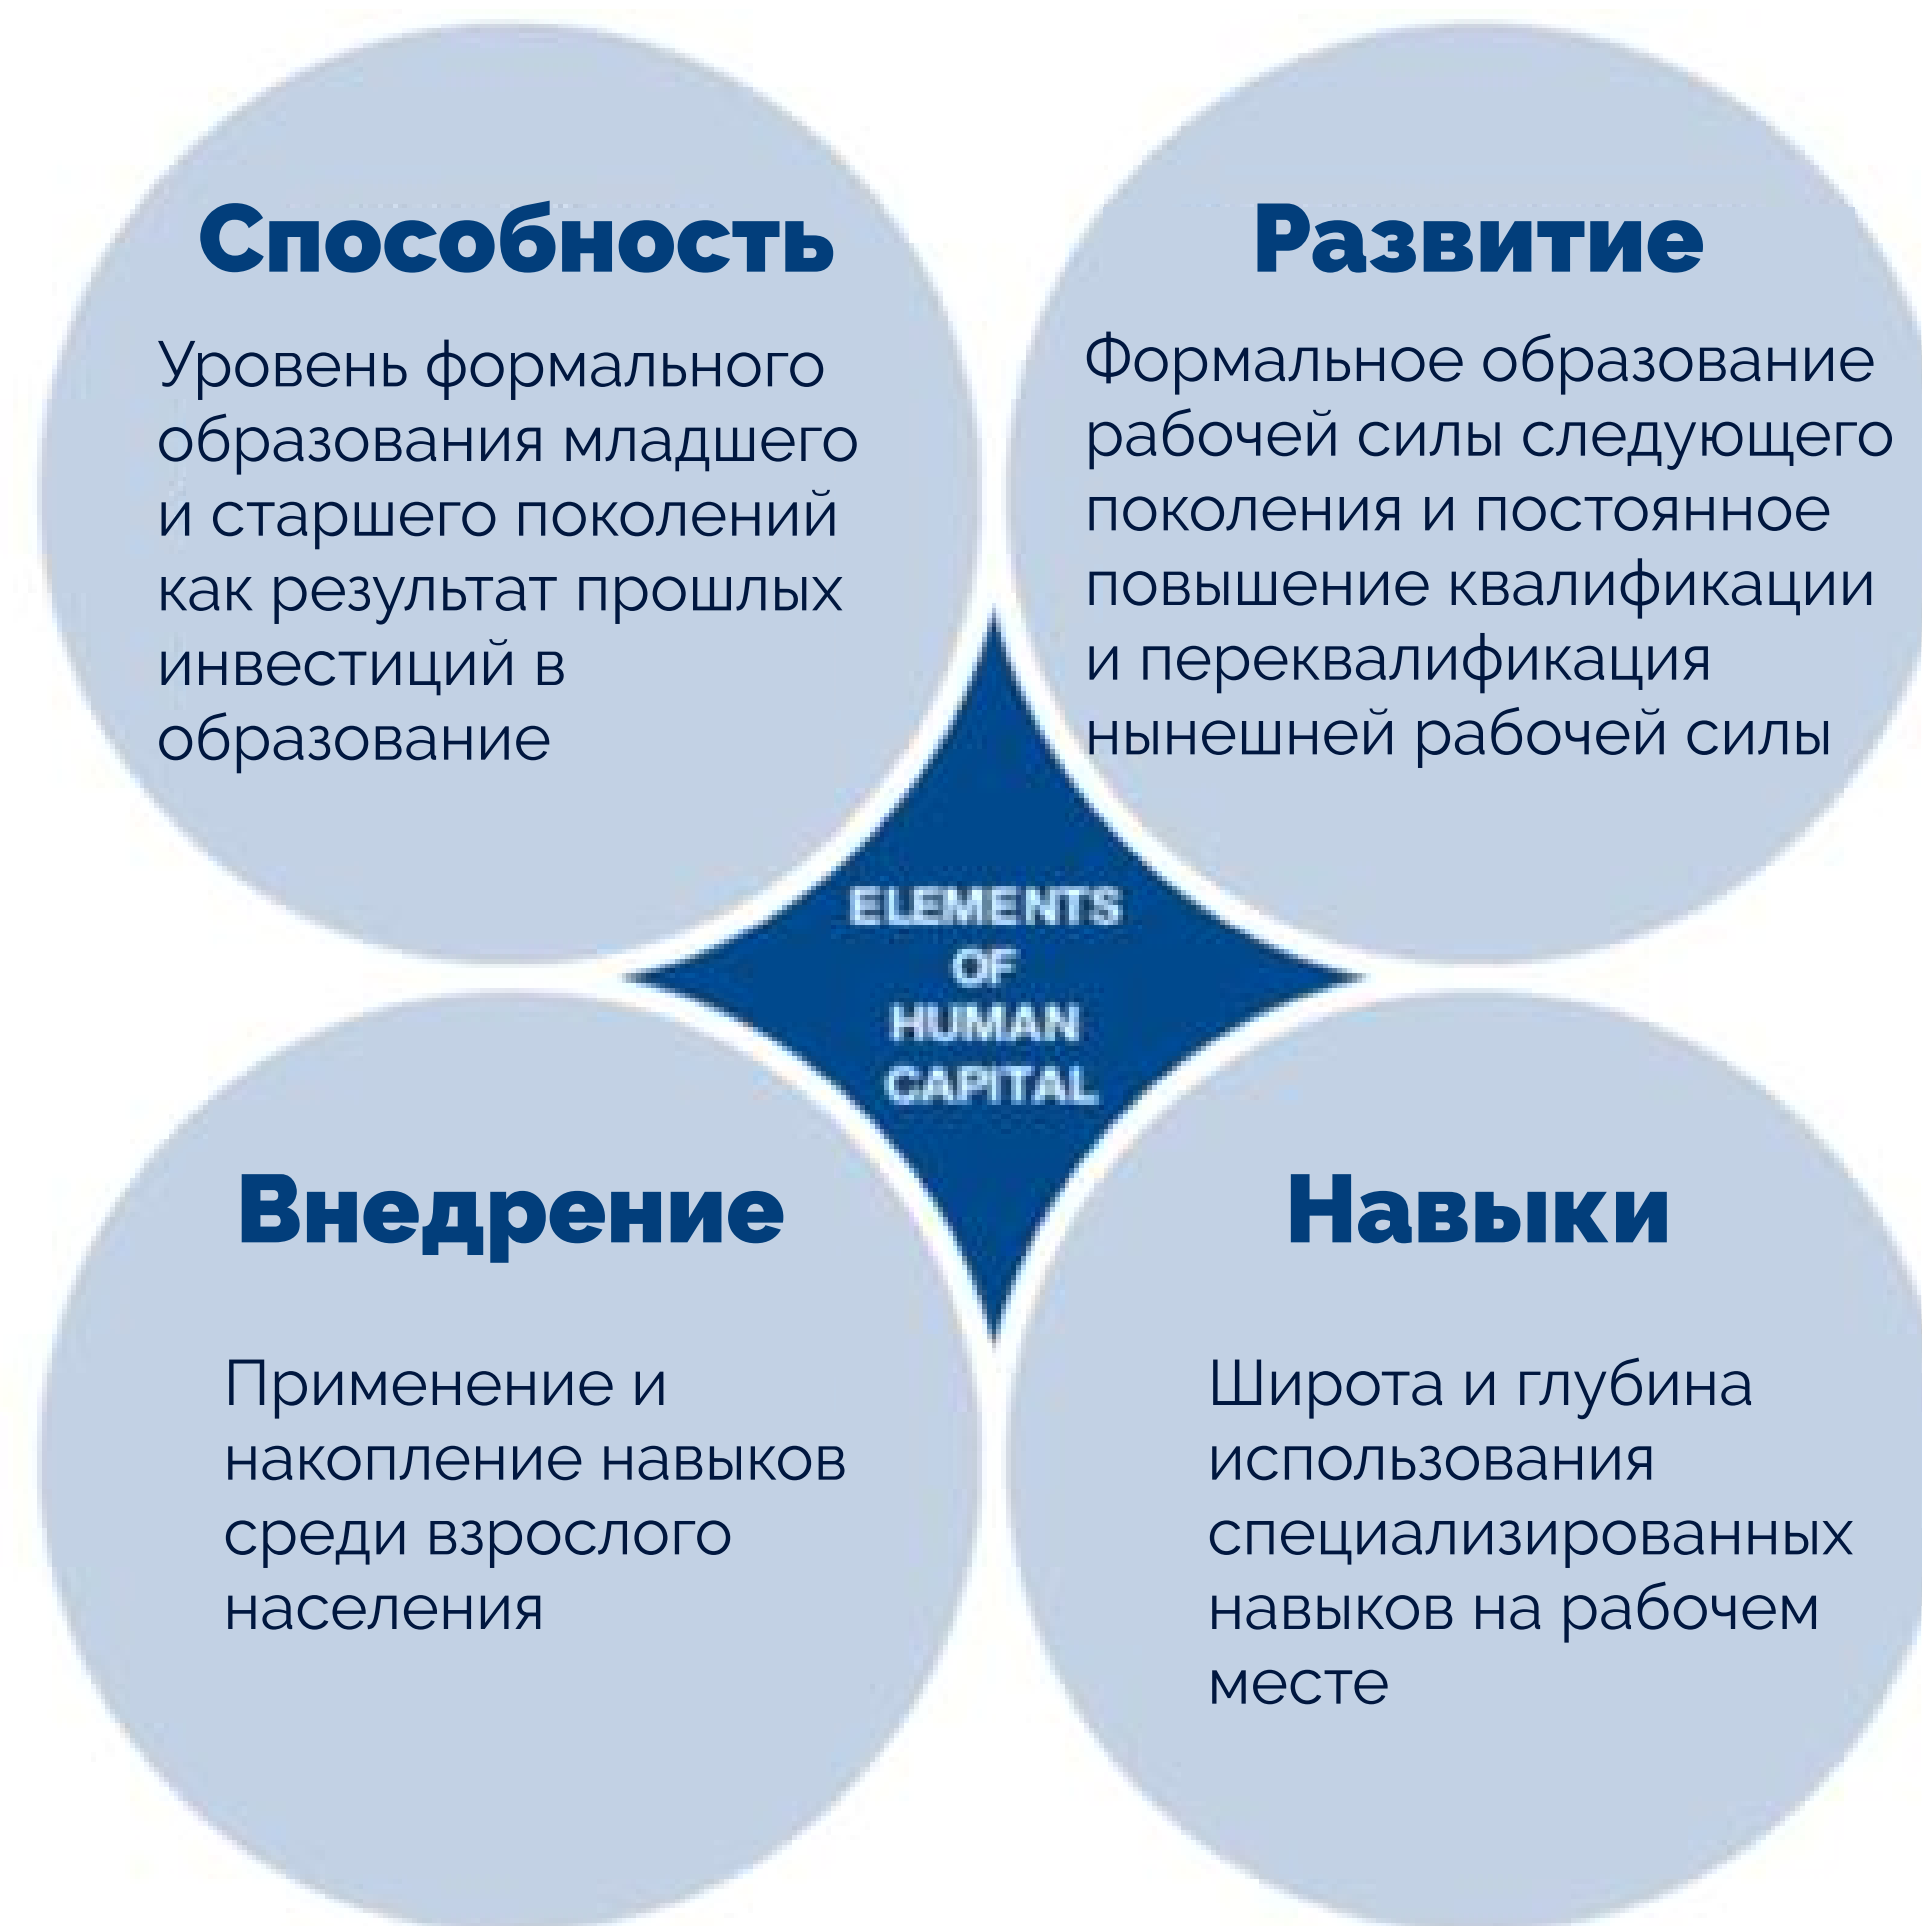 Способность
Уровень формального
образования младшего
и старшего поколений
как результат прошлых
инвестиций в
образование
Развитие
Формальное образование
рабочей силы следующего
поколения и постоянное
повышение квалификации
и переквалификация
нынешней рабочей силы
ELEMENTS
OF
HUMAN
CAPITAL
Внедрение
Применение и
накопление навыков
среди взрослого
населения
Навыки
Широта и глубина
использования
специализированных
навыков на рабочем
месте